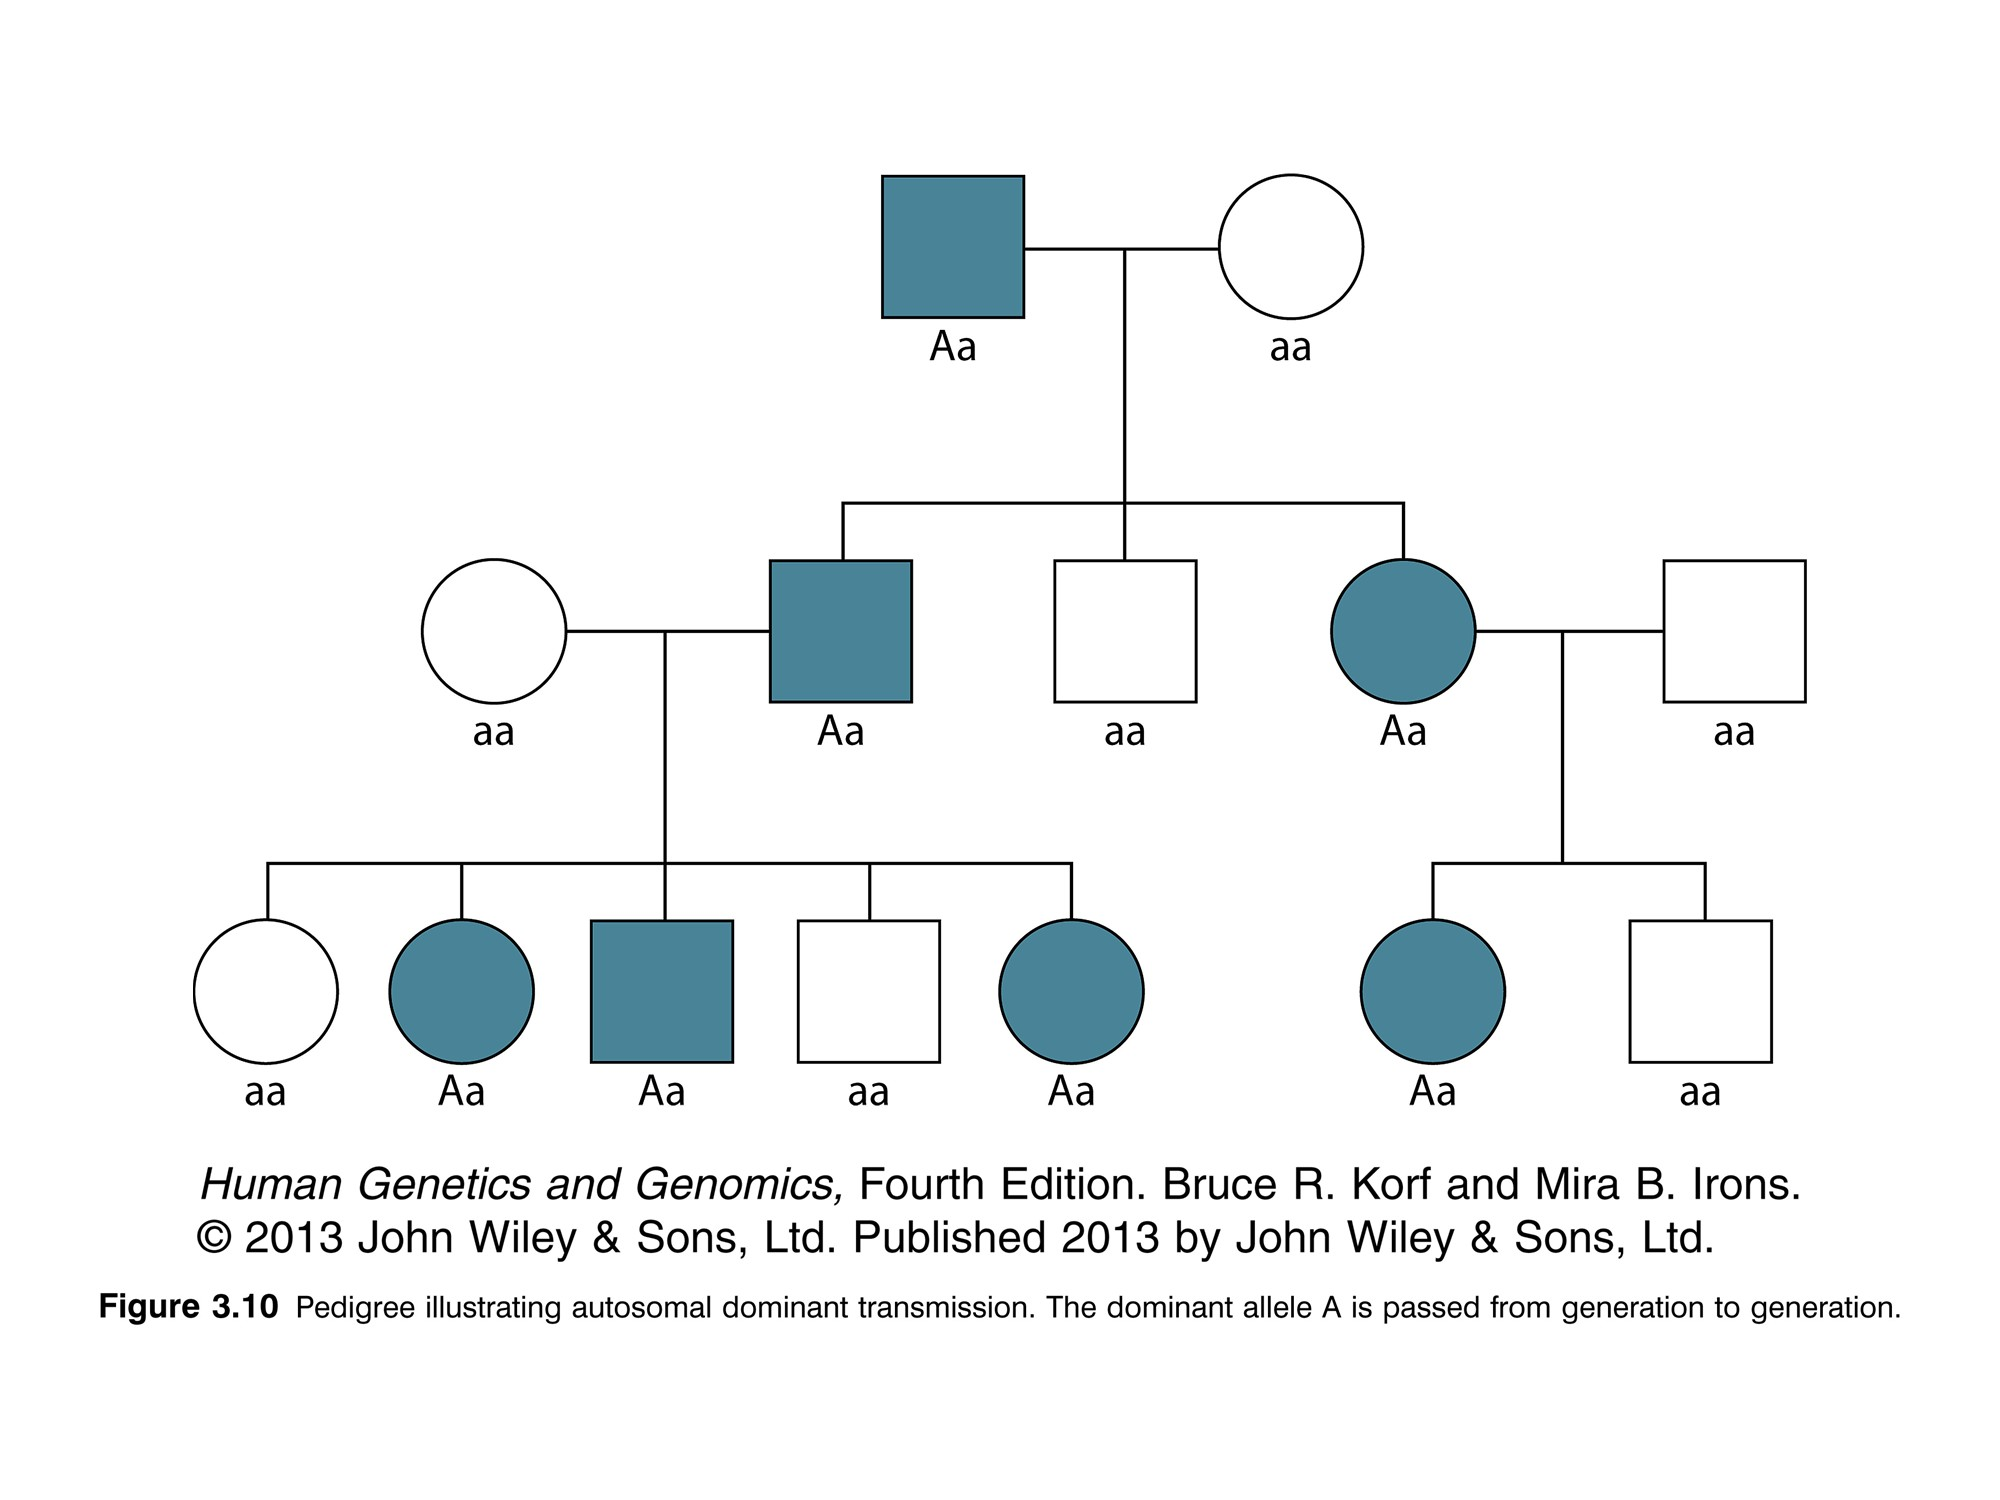 Aa aa
aa Aa aa Aa aa
aa Aa Aa aa Aa Aa aa
Human Genetics and Genomics, Fourth Edition. Bruce R. Korf and Mira B. Irons.
© 2013 John Wiley & Sons, Ltd. Published 2013 by John Wiley & Sons, Ltd.
Figure 3.10 Pedigree illustrating autosomal dominant transmission. The dominant allele A is passed from generation to generation.